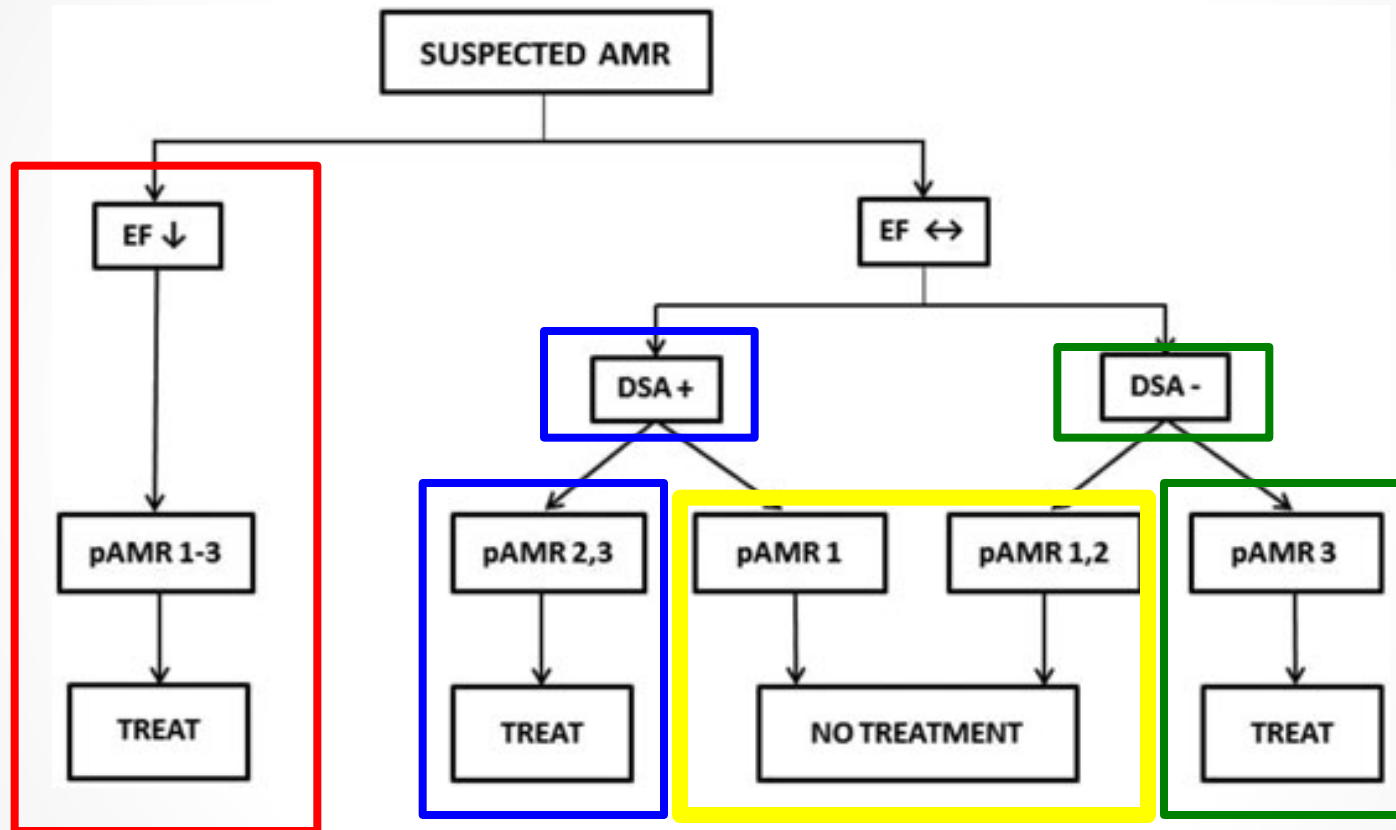 SUSPECTED AMR
EF ↓
EF ↔
DSA +
DSA -
pAMR 1-3
pAMR 2,3
pAMR 1
pAMR 1,2
pAMR 3
TREAT
TREAT
NO TREATMENT
TREAT